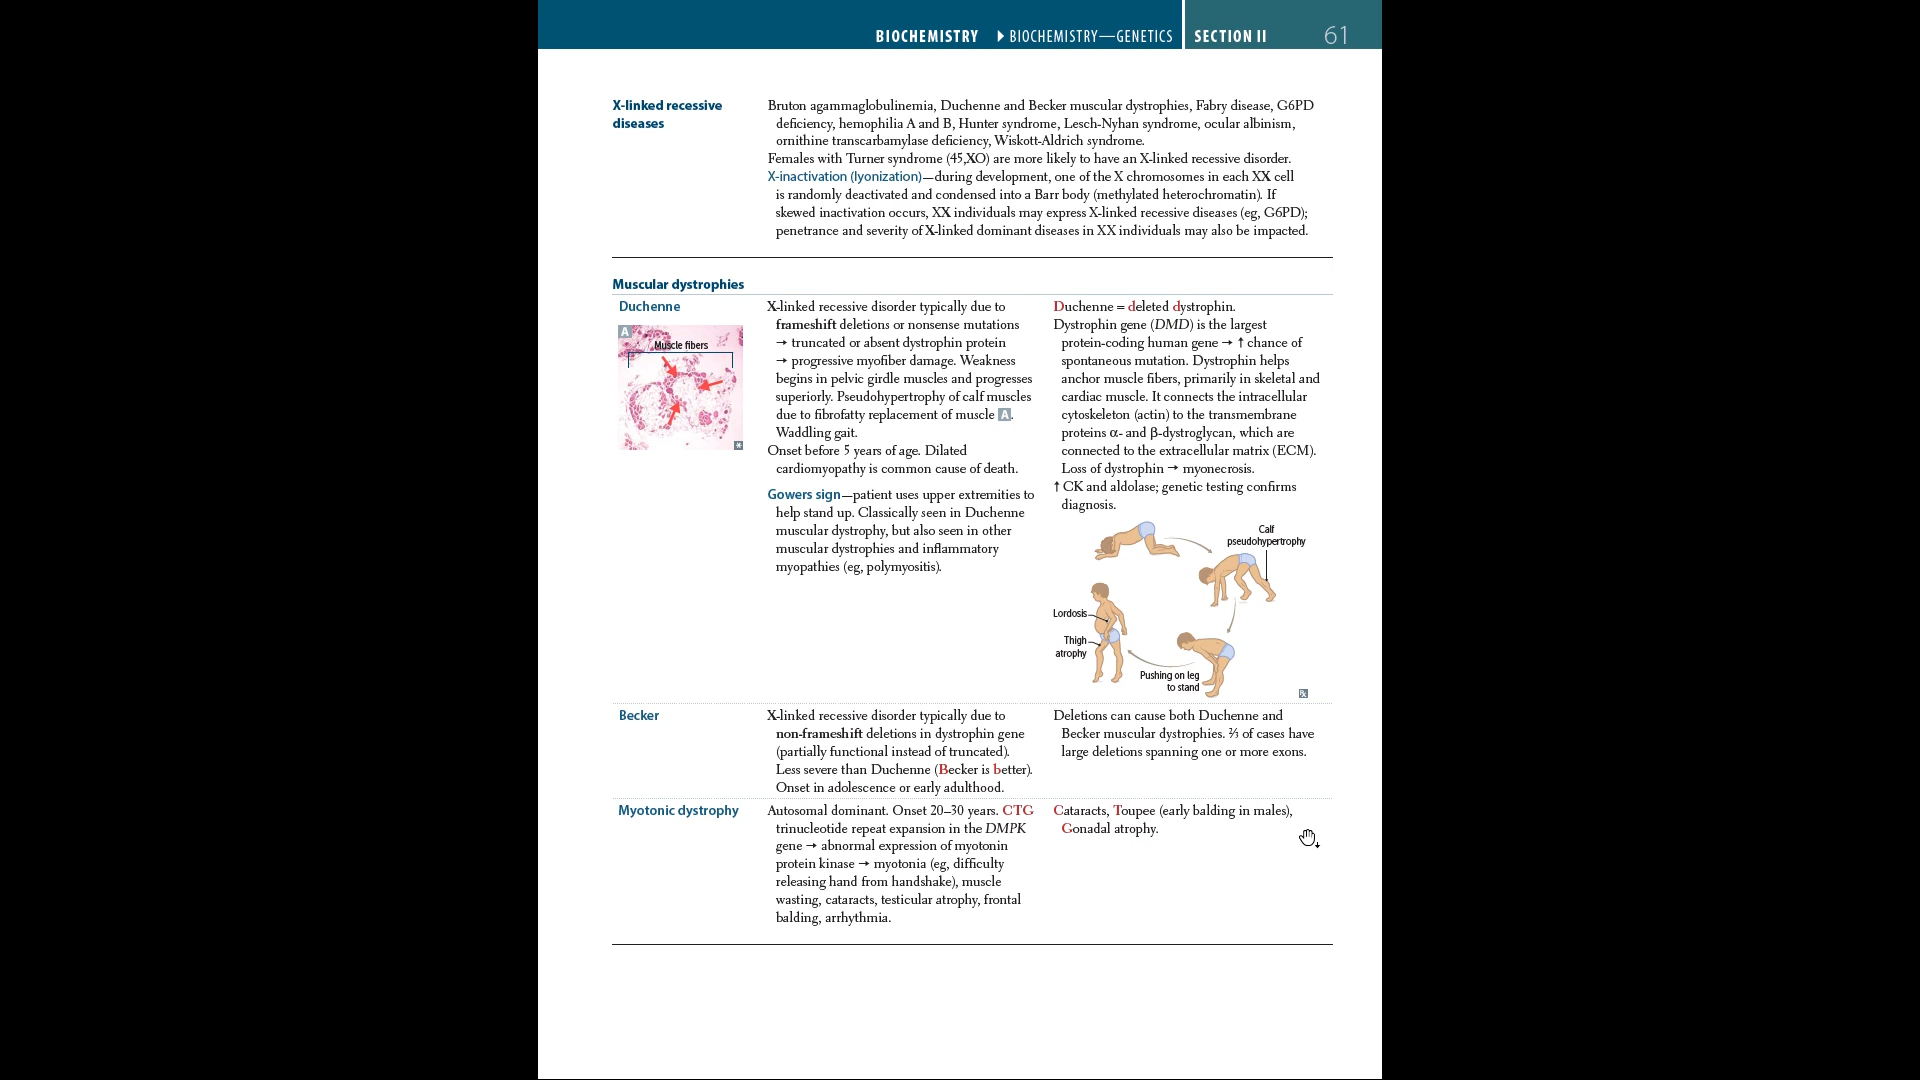 BIOCHEMISTRY ▶ BIOCHEMISTRY—GENETICS SECTION II 61
X-linked recessive
diseases
Bruton agammaglobulinemia, Duchenne and Becker muscular dystrophies, Fabry disease, G6PD
deficiency, hemophilia A and B, Hunter syndrome, Lesch-Nyhan syndrome, ocular albinism,
ornithine transcarbamylase deficiency, Wiskott-Aldrich syndrome.
Females with Turner syndrome (45,XO) are more likely to have an X-linked recessive disorder.
X-inactivation (lyonization)—during development, one of the X chromosomes in each XX cell
is randomly deactivated and condensed into a Barr body (methylated heterochromatin). If
skewed inactivation occurs, XX individuals may express X-linked recessive diseases (eg, G6PD);
penetrance and severity of X-linked dominant diseases in XX individuals may also be impacted.
Muscular dystrophies
Duchenne
A
Muscle fibers
X-linked recessive disorder typically due to
frameshift deletions or nonsense mutations
→ truncated or absent dystrophin protein
→ progressive myofiber damage. Weakness
begins in pelvic girdle muscles and progresses
superiorly. Pseudohypertrophy of calf muscles
due to fibrofatty replacement of muscle A.
Waddling gait.
Onset before 5 years of age. Dilated
cardiomyopathy is common cause of death.
Gowers sign—patient uses upper extremities to
help stand up. Classically seen in Duchenne
muscular dystrophy, but also seen in other
muscular dystrophies and inflammatory
myopathies (eg, polymyositis).
Duchenne = deleted dystrophin.
Dystrophin gene (DMD) is the largest
protein-coding human gene → ↑ chance of
spontaneous mutation. Dystrophin helps
anchor muscle fibers, primarily in skeletal and
cardiac muscle. It connects the intracellular
cytoskeleton (actin) to the transmembrane
proteins α- and β-dystroglycan, which are
connected to the extracellular matrix (ECM).
Loss of dystrophin → myonecrosis.
↑ CK and aldolase; genetic testing confirms
diagnosis.
Calf
pseudohypertrophy
Lordosis
Thigh
atrophy
Pushing on leg
to stand
Becker
X-linked recessive disorder typically due to
non-frameshift deletions in dystrophin gene
(partially functional instead of truncated).
Less severe than Duchenne (Becker is better).
Onset in adolescence or early adulthood.
Deletions can cause both Duchenne and
Becker muscular dystrophies. ⅔ of cases have
large deletions spanning one or more exons.
Myotonic dystrophy
Autosomal dominant. Onset 20–30 years. CTG
trinucleotide repeat expansion in the DMPK
gene → abnormal expression of myotonin
protein kinase → myotonia (eg, difficulty
releasing hand from handshake), muscle
wasting, cataracts, testicular atrophy, frontal
balding, arrhythmia.
Cataracts, Toupee (early balding in males),
Gonadal atrophy.